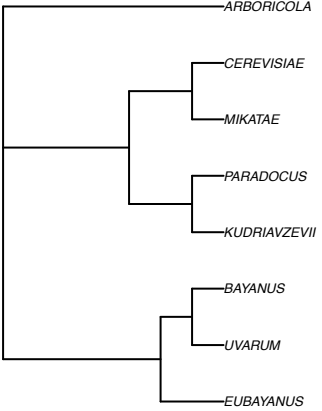 ARBORICOLA
CEREVISIAE
MIKATAE
PARADOCUS
KUDRIAVZEVII
BAYANUS
UVARUM
EUBAYANUS